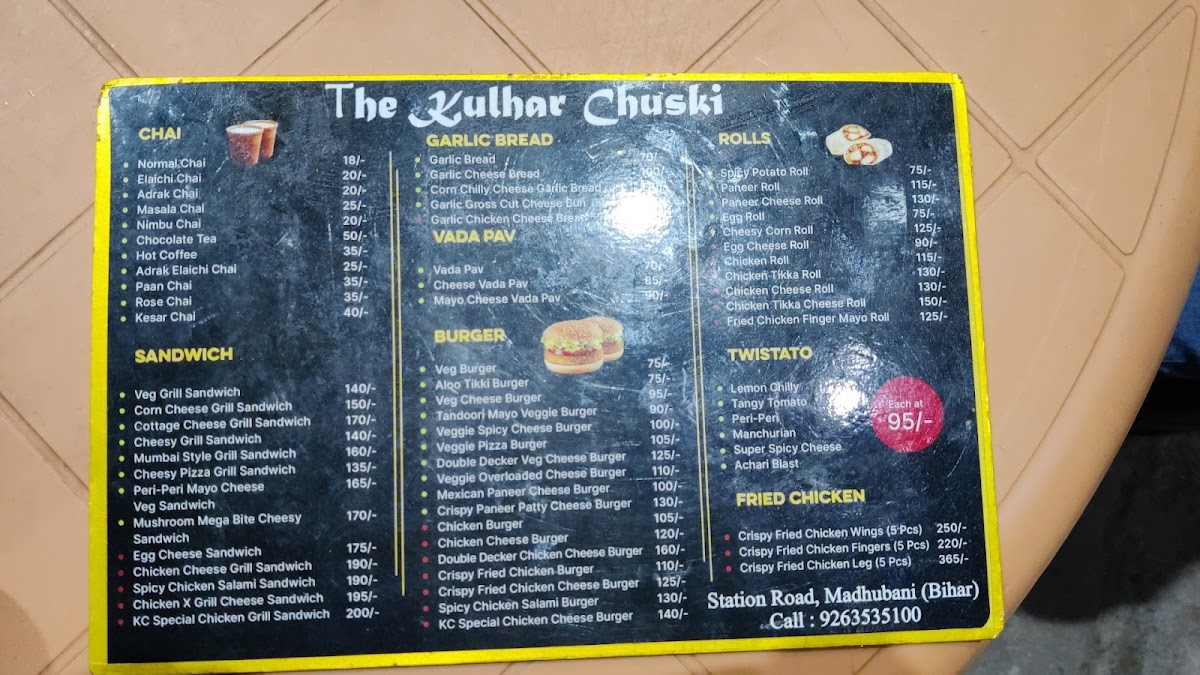 The Kulhar Chuski
CHAI
Normal Chai 18/-
Elaichi Chai 20/-
Adrak Chai 20/-
Masala Chai 25/-
Nimbu Chai 20/-
Chocolate Tea 50/-
Hot Coffee 35/-
Adrak Elaichi Chai 25/-
Paan Chai 35/-
Rose Chai 35/-
Kesar Chai 40/-
SANDWICH
Veg Grill Sandwich 140/-
Corn Cheese Grill Sandwich 150/-
Cottage Cheese Grill Sandwich 170/-
Cheesy Grill Sandwich 140/-
Mumbai Style Grill Sandwich 160/-
Cheesy Pizza Grill Sandwich 135/-
Peri-Peri Mayo Cheese 165/-
Veg Sandwich
Mushroom Mega Bite Cheesy 170/-
Sandwich
Egg Cheese Sandwich 175/-
Chicken Cheese Grill Sandwich 190/-
Spicy Chicken Salami Sandwich 190/-
Chicken X Grill Cheese Sandwich 195/-
KC Special Chicken Grill Sandwich 200/-
GARLIC BREAD
Garlic Bread 70/-
Garlic Cheese Bread 100/-
Corn Chilly Cheese Garlic Bread
Garlic Gross Cut Cheese Bun
Garlic Chicken Cheese Bread
VADA PAV
Vada Pav 70/-
Cheese Vada Pav 85/-
Mayo Cheese Vada Pav 90/-
BURGER
Veg Burger 75/-
Aloo Tikki Burger 75/-
Veg Cheese Burger 95/-
Tandoori Mayo Veggie Burger 90/-
Veggie Spicy Cheese Burger 100/-
Veggie Pizza Burger 105/-
Double Decker Veg Cheese Burger 125/-
Veggie Overloaded Cheese Burger 110/-
Mexican Paneer Cheese Burger 100/-
Crispy Paneer Patty Cheese Burger 130/-
Chicken Burger 105/-
Chicken Cheese Burger 120/-
Double Decker Chicken Cheese Burger 160/-
Crispy Fried Chicken Burger 110/-
Crispy Fried Chicken Cheese Burger 125/-
Spicy Chicken Salami Burger 130/-
KC Special Chicken Cheese Burger 140/-
ROLLS
Spicy Potato Roll 75/-
Paneer Roll 115/-
Paneer Cheese Roll 130/-
Egg Roll 75/-
Cheesy Corn Roll 125/-
Egg Cheese Roll 90/-
Chicken Roll 115/-
Chicken Tikka Roll 130/-
Chicken Cheese Roll 130/-
Chicken Tikka Cheese Roll 150/-
Fried Chicken Finger Mayo Roll 125/-
TWISTATO
Lemon Chilly
Tangy Tomato
Peri-Peri
Manchurian
Super Spicy Cheese
Achari Blast
Each at
95/-
FRIED CHICKEN
Crispy Fried Chicken Wings (5 Pcs) 250/-
Crispy Fried Chicken Fingers (5 Pcs) 220/-
Crispy Fried Chicken Leg (5 Pcs) 365/-
Station Road, Madhubani (Bihar)
Call : 9263535100